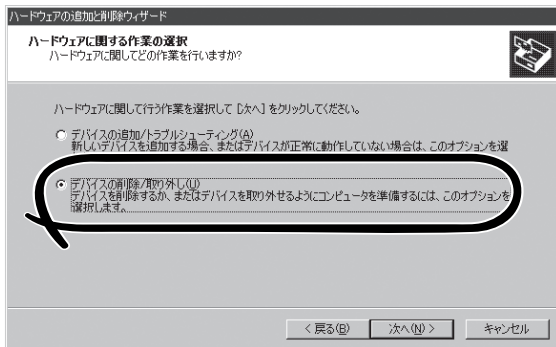 ハードウェアの追加と削除ウィザード
ハードウェアに関する作業の選択
ハードウェアに関してどの作業を行いますか?
ハードウェアに関して行う作業を選択して [次へ] をクリックしてください。
デバイスの追加/トラブルシューティング(A)
新しいデバイスを追加する場合、またはデバイスが正常に動作していない場合は、このオプションを選
デバイスの削除/取り外し(U)
デバイスを削除するか、またはデバイスを取り外せるようにコンピュータを準備するには、このオプションを
選択します。
< 戻る(B) 次へ(N) > キャンセル